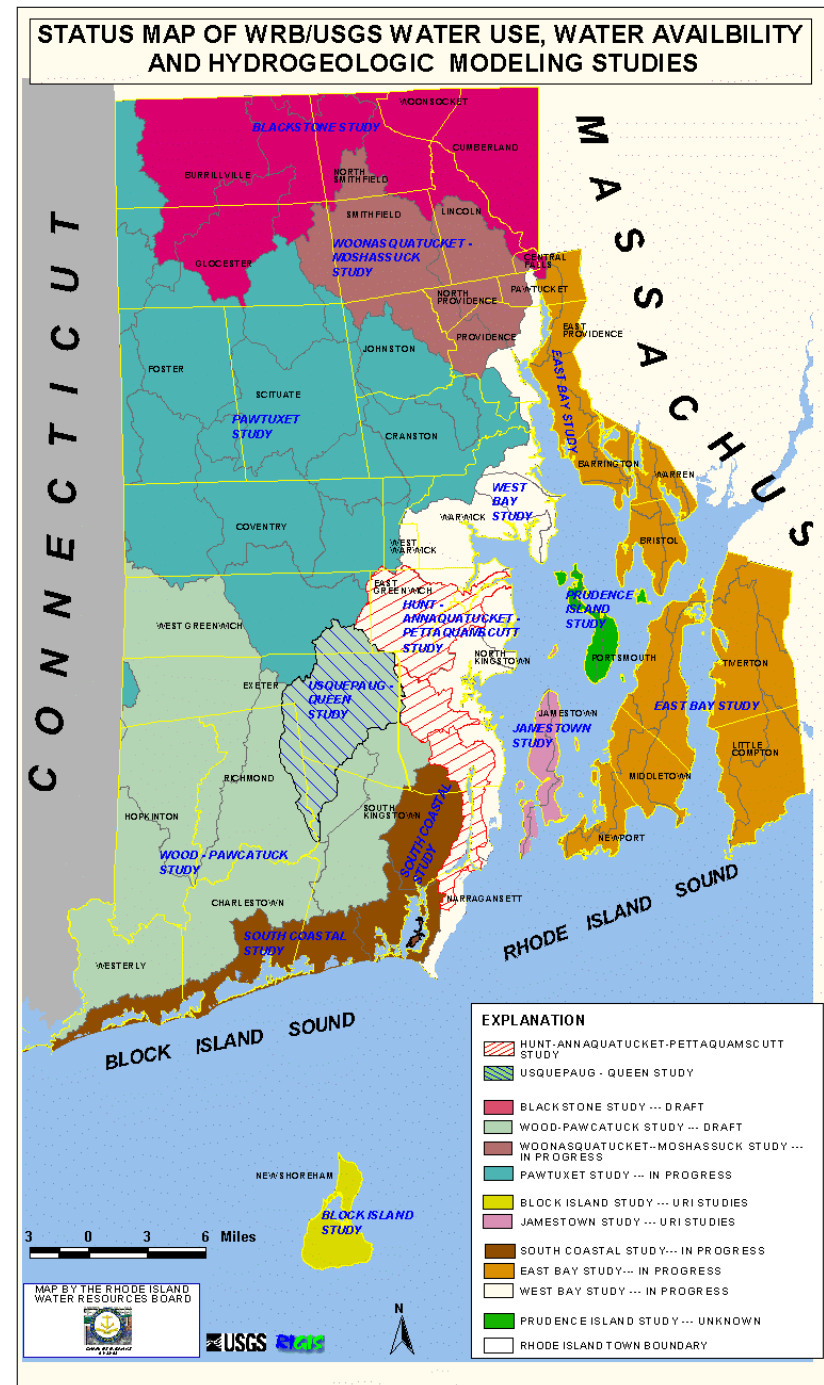 STATUS MAP OF WRB/USGS WATER USE, WATER AVAILBILITY
AND HYDROGEOLOGIC MODELING STUDIES
CONNECTICUT
MASSACHUS
WOONSOCKET
BLACKSTONE STUDY
CUMBERLAND
BURRILLVILLE
NORTH
SMITHFIELD
SMITHFIELD
LINCOLN
WOONASQUATUCKET -
MOSHASSUCK
STUDY
GLOCESTER
CENTRAL
FALLS
PAWTUCKET
NORTH
PROVIDENCE
EAST
PROVIDENCE
PROVIDENCE
JOHNSTON
EAST BAY STUDY
FOSTER
SCITUATE
PAWTUXET
STUDY
CRANSTON
BARRINGTON
WARREN
WEST
BAY
STUDY
WARWICK
COVENTRY
WEST
WARWICK
BRISTOL
EAST
GREENWICH
HUNT -
ANNAQUATUCKET -
PETTAQUAMSCUTT
STUDY
PRUDENCE
ISLAND
STUDY
WEST GREENWICH
NORTH
KINGSTOWN
PORTSMOUTH
TIVERTON
EXETER
USQUEPAUG -
QUEEN
STUDY
EAST BAY STUDY
JAMESTOWN
JAMESTOWN
STUDY
LITTLE
COMPTON
RICHMOND
MIDDLETOWN
HOPKINTON
SOUTH
KINGSTOWN
SOUTH COASTAL
STUDY
NEWPORT
WOOD - PAWCATUCK
STUDY
CHARLESTOWN
NARRAGANSETT
SOUTH COASTAL
STUDY
WESTERLY
RHODE ISLAND SOUND
BLOCK ISLAND SOUND
NEW SHOREHAM
BLOCK ISLAND
STUDY
3 0 3 6 Miles
MAP BY THE RHODE ISLAND
WATER RESOURCES BOARD
USGS
RIGIS
N
EXPLANATION
HUNT-ANNAQUATUCKET-PETTAQUAMSCUTT
STUDY
USQUEPAUG - QUEEN STUDY
BLACKSTONE STUDY --- DRAFT
WOOD-PAWCATUCK STUDY --- DRAFT
WOONASQUATUCKET--MOSHASSUCK STUDY ---
IN PROGRESS
PAWTUXET STUDY --- IN PROGRESS
BLOCK ISLAND STUDY --- URI STUDIES
JAMESTOWN STUDY --- URI STUDIES
SOUTH COASTAL STUDY--- IN PROGRESS
EAST BAY STUDY--- IN PROGRESS
WEST BAY STUDY --- IN PROGRESS
PRUDENCE ISLAND STUDY --- UNKNOWN
RHODE ISLAND TOWN BOUNDARY